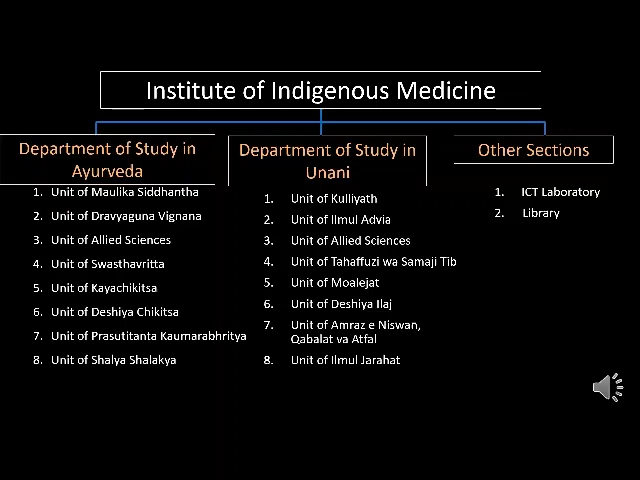 Institute of Indigenous Medicine
Department of Study in
Ayurveda
1. Unit of Maulika Siddhantha
2. Unit of Dravyaguna Vignana
3. Unit of Allied Sciences
4. Unit of Swasthavritta
5. Unit of Kayachikitsa
6. Unit of Deshiya Chikitsa
7. Unit of Prasutitanta Kaumarabhritya
8. Unit of Shalya Shalakya
Department of Study in
Unani
1. Unit of Kulliyath
2. Unit of Ilmul Advia
3. Unit of Allied Sciences
4. Unit of Tahaffuzi wa Samaji Tib
5. Unit of Moalejat
6. Unit of Deshiya Ilaj
7. Unit of Amraz e Niswan,
Qabalat va Atfal
8. Unit of Ilmul Jarahat
Other Sections
1. ICT Laboratory
2. Library